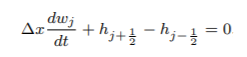 Δx dw_j/dt + h_{j+1/2} − h_{j−1/2} = 0